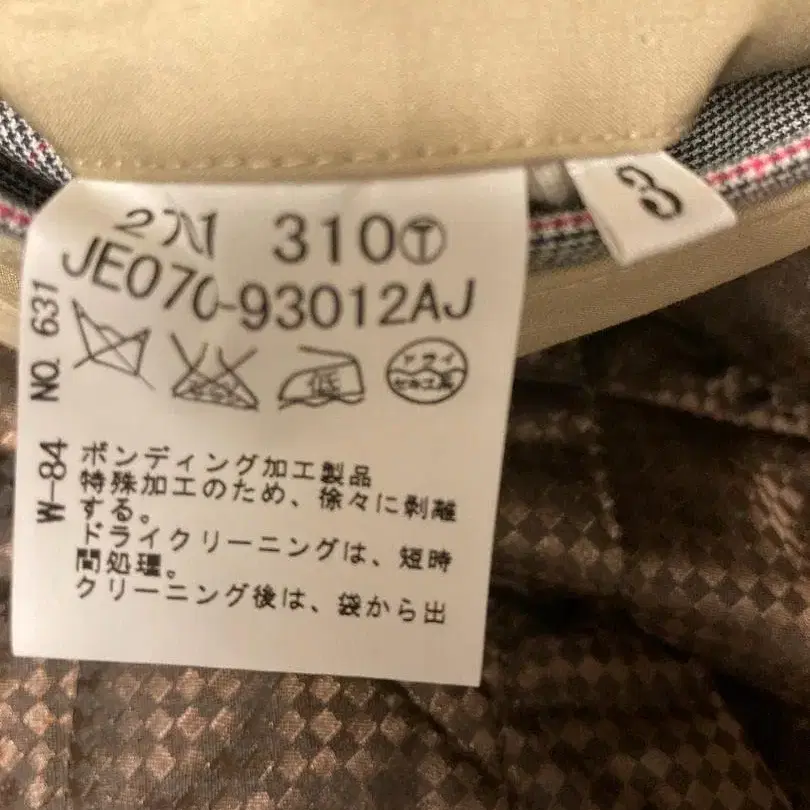 310Ⓣ
3
JE070-93012AJ
NO. 631
低
ドライ
セキユ系
W-84
ボンディング加工製品
特殊加工のため、徐々に剥離
する。
ドライクリーニングは、短時
間処理。
クリーニング後は、袋から出